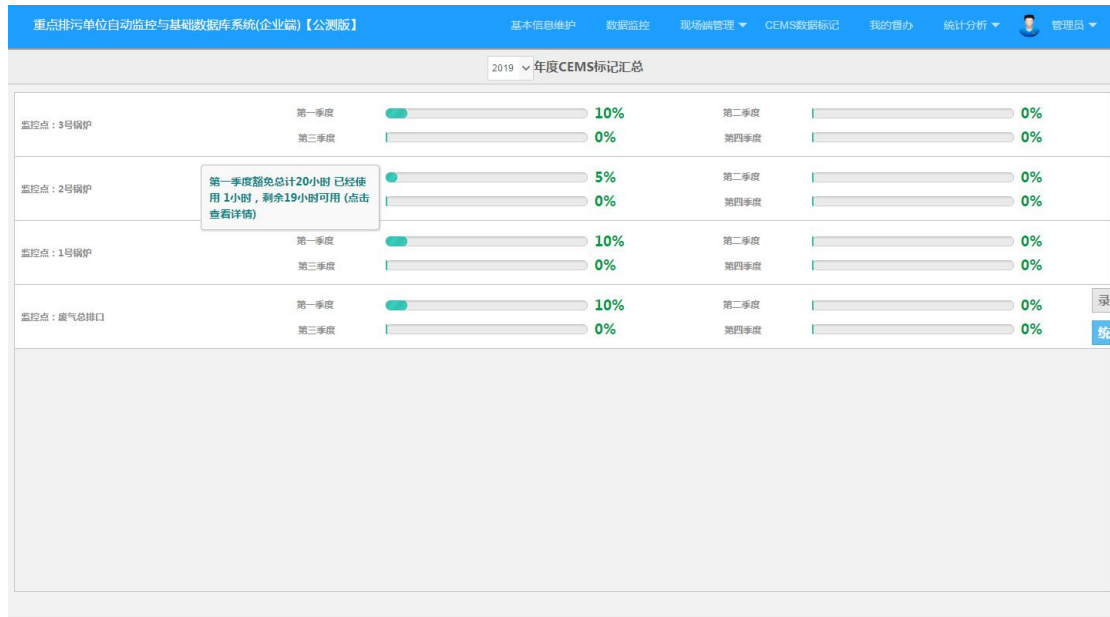 重点排污单位自动监控与基础数据库系统(企业端)【公测版】 基本信息维护 数据监控 现场端管理 CEMS数据标记 我的督办 统计分析 管理员
2019 年度CEMS标记汇总
监控点：3号锅炉
第一季度 10% 第二季度 0%
第三季度 0% 第四季度 0%
监控点：2号锅炉
第一季度豁免总计20小时 已经使
用 1小时，剩余19小时可用 (点击
查看详情)
5% 第二季度 0%
0% 第四季度 0%
监控点：1号锅炉
第一季度 10% 第二季度 0%
第三季度 0% 第四季度 0%
监控点：废气总排口
第一季度 10% 第二季度 0%
第三季度 0% 第四季度 0%
录
统